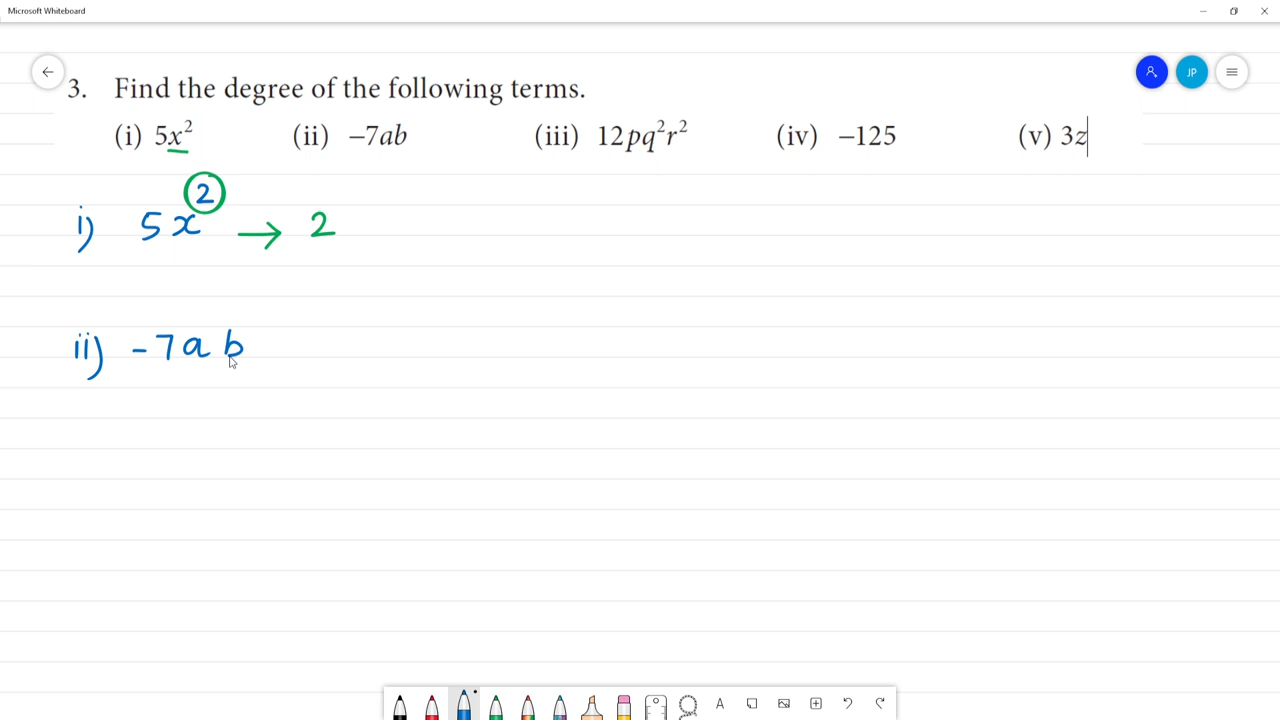 Microsoft Whiteboard
JP
3. Find the degree of the following terms.
(i) 5x² (ii) –7ab (iii) 12pq²r² (iv) –125 (v) 3z
i) 5x² → 2
ii) -7ab
A